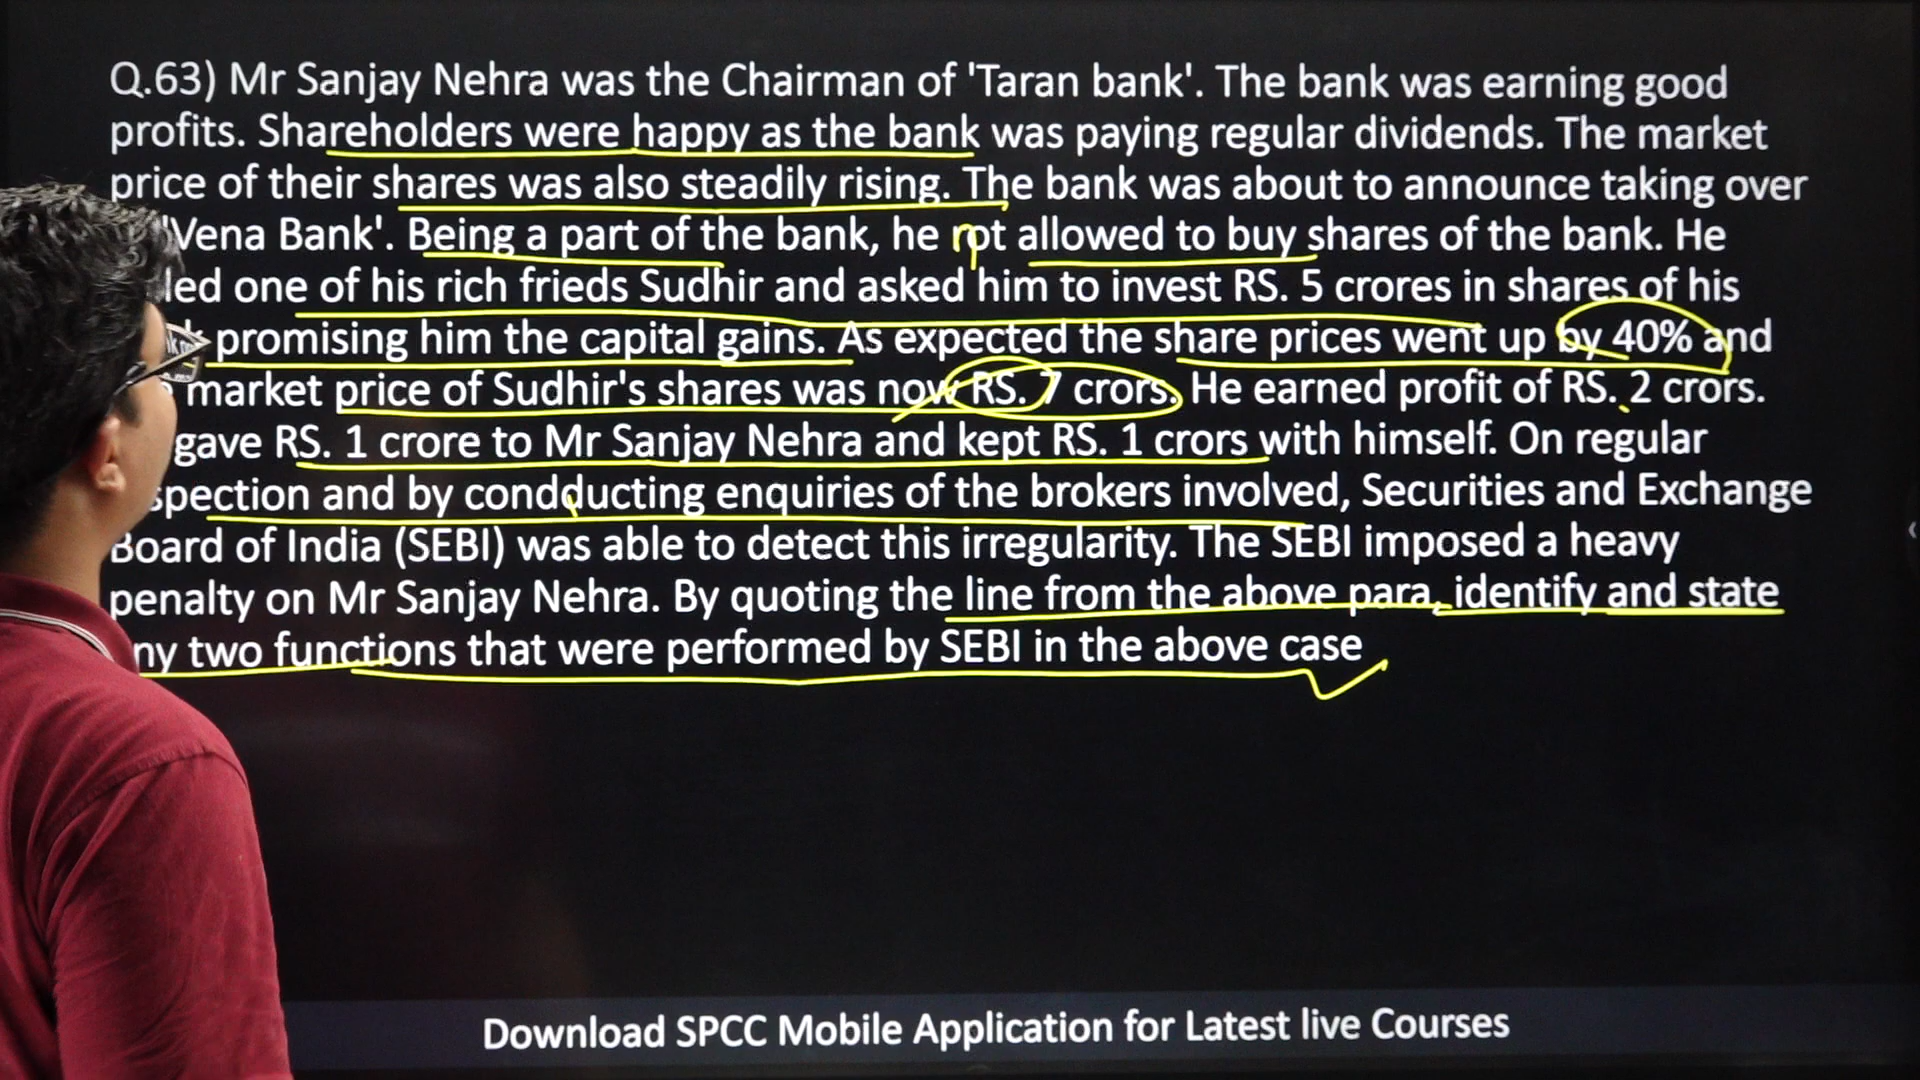 Q.63) Mr Sanjay Nehra was the Chairman of 'Taran bank'. The bank was earning good
profits. Shareholders were happy as the bank was paying regular dividends. The market
price of their shares was also steadily rising. The bank was about to announce taking over
'Vena Bank'. Being a part of the bank, he not allowed to buy shares of the bank. He
one of his rich frieds Sudhir and asked him to invest RS. 5 crores in shares of his
promising him the capital gains. As expected the share prices went up by 40% and
market price of Sudhir's shares was now RS. 7 crors. He earned profit of RS. 2 crors.
gave RS. 1 crore to Mr Sanjay Nehra and kept RS. 1 crors with himself. On regular
and by condducting enquiries of the brokers involved, Securities and Exchange
Board of India (SEBI) was able to detect this irregularity. The SEBI imposed a heavy
penalty on Mr Sanjay Nehra. By quoting the line from the above para, identify and state
two functions that were performed by SEBI in the above case
Download SPCC Mobile Application for Latest live Courses